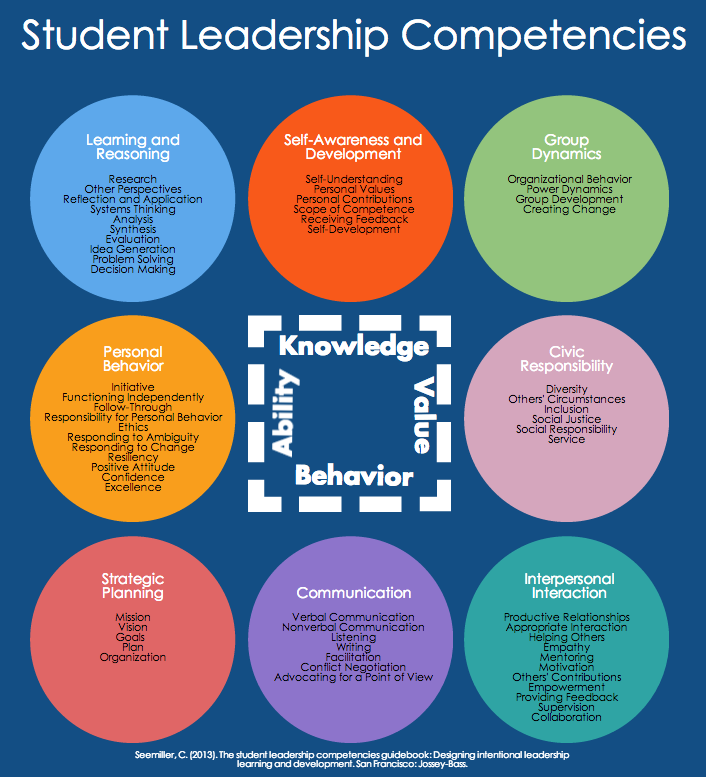 Student Leadership Competencies
Learning and
Reasoning
Research
Other Perspectives
Reflection and Application
Systems Thinking
Analysis
Synthesis
Evaluation
Idea Generation
Problem Solving
Decision Making
Self-Awareness and
Development
Self-Understanding
Personal Values
Personal Contributions
Scope of Competence
Receiving Feedback
Self-Development
Group
Dynamics
Organizational Behavior
Power Dynamics
Group Development
Creating Change
Personal
Behavior
Initiative
Functioning Independently
Follow-Through
Responsibility for Personal Behavior
Ethics
Responding to Ambiguity
Responding to Change
Resiliency
Positive Attitude
Confidence
Excellence
Knowledge
Ability
Value
Behavior
Civic
Responsibility
Diversity
Others' Circumstances
Inclusion
Social Justice
Social Responsibility
Service
Strategic
Planning
Mission
Vision
Goals
Plan
Organization
Communication
Verbal Communication
Nonverbal Communication
Listening
Writing
Facilitation
Conflict Negotiation
Advocating for a Point of View
Interpersonal
Interaction
Productive Relationships
Appropriate Interaction
Helping Others
Empathy
Mentoring
Motivation
Others' Contributions
Empowerment
Providing Feedback
Supervision
Collaboration
Seemiller, C. (2013). The student leadership competencies guidebook: Designing intentional leadership
learning and development. San Francisco: Jossey-Bass.